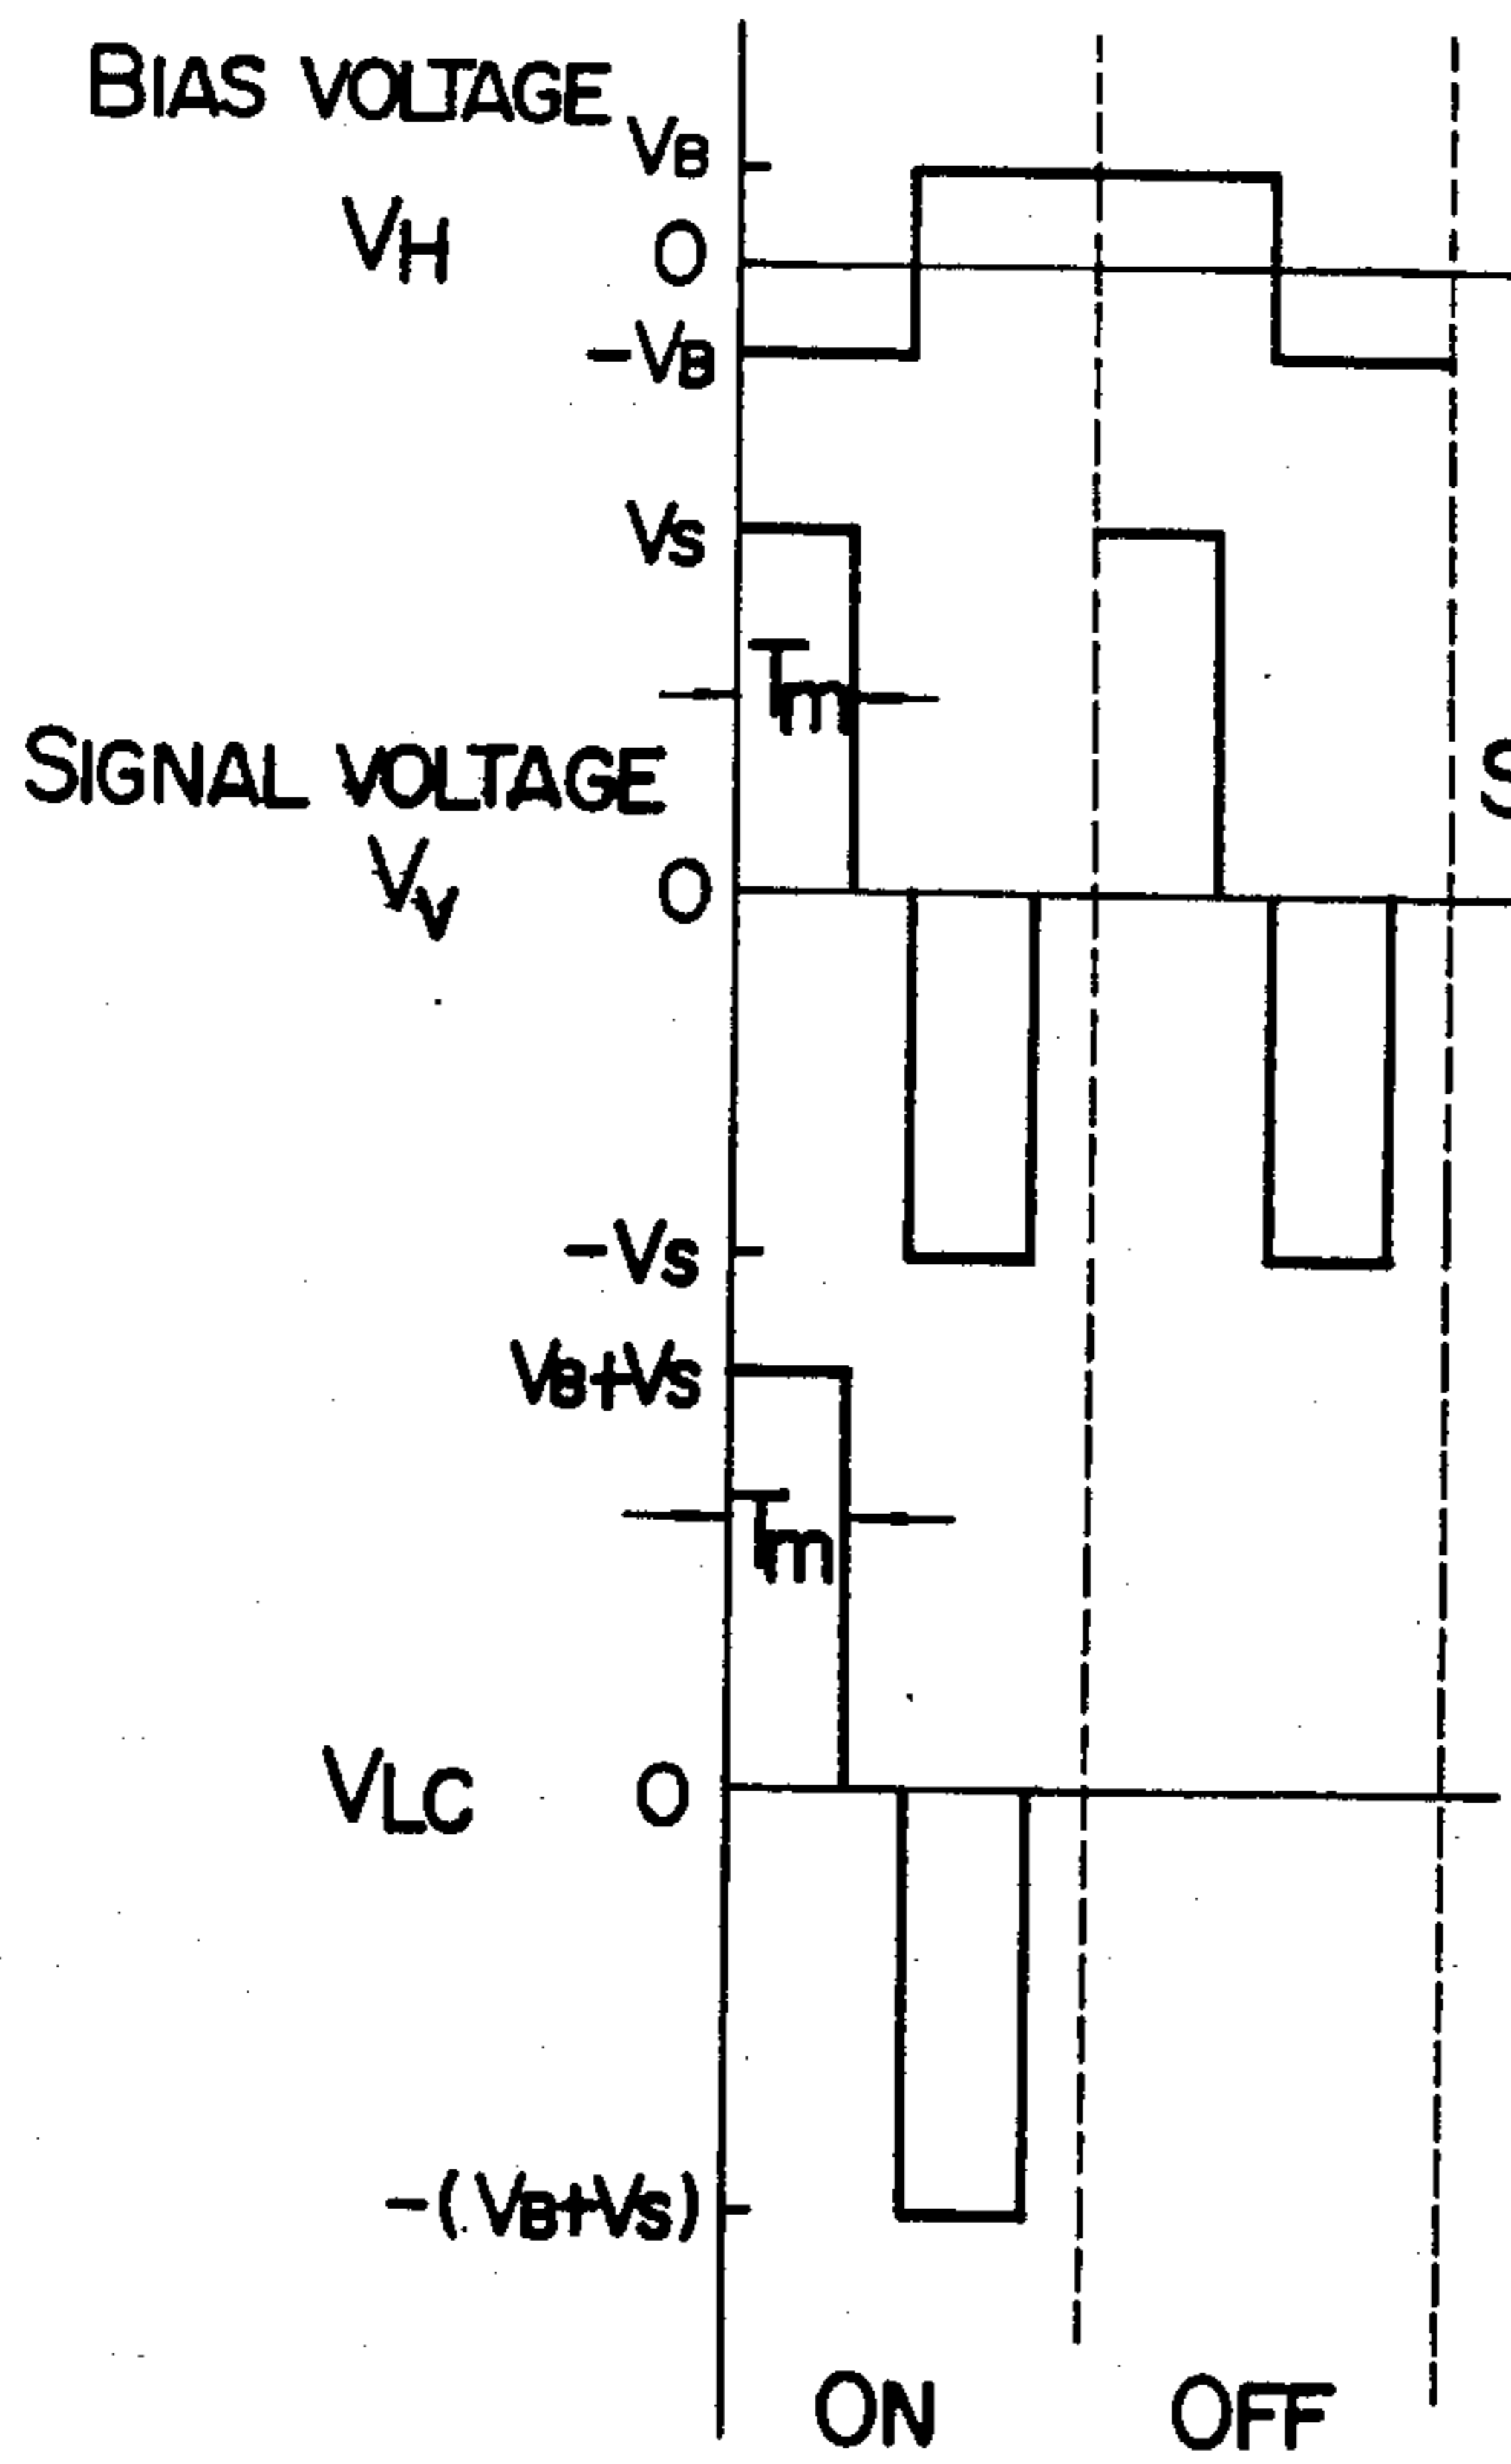 BIAS VOLTAGE
VB
VH
O
-VB
VS
Tm
SIGNAL VOLTAGE
S
VV
O
-VS
VB+VS
Tm
VLC
O
-(VB+VS)
ON OFF